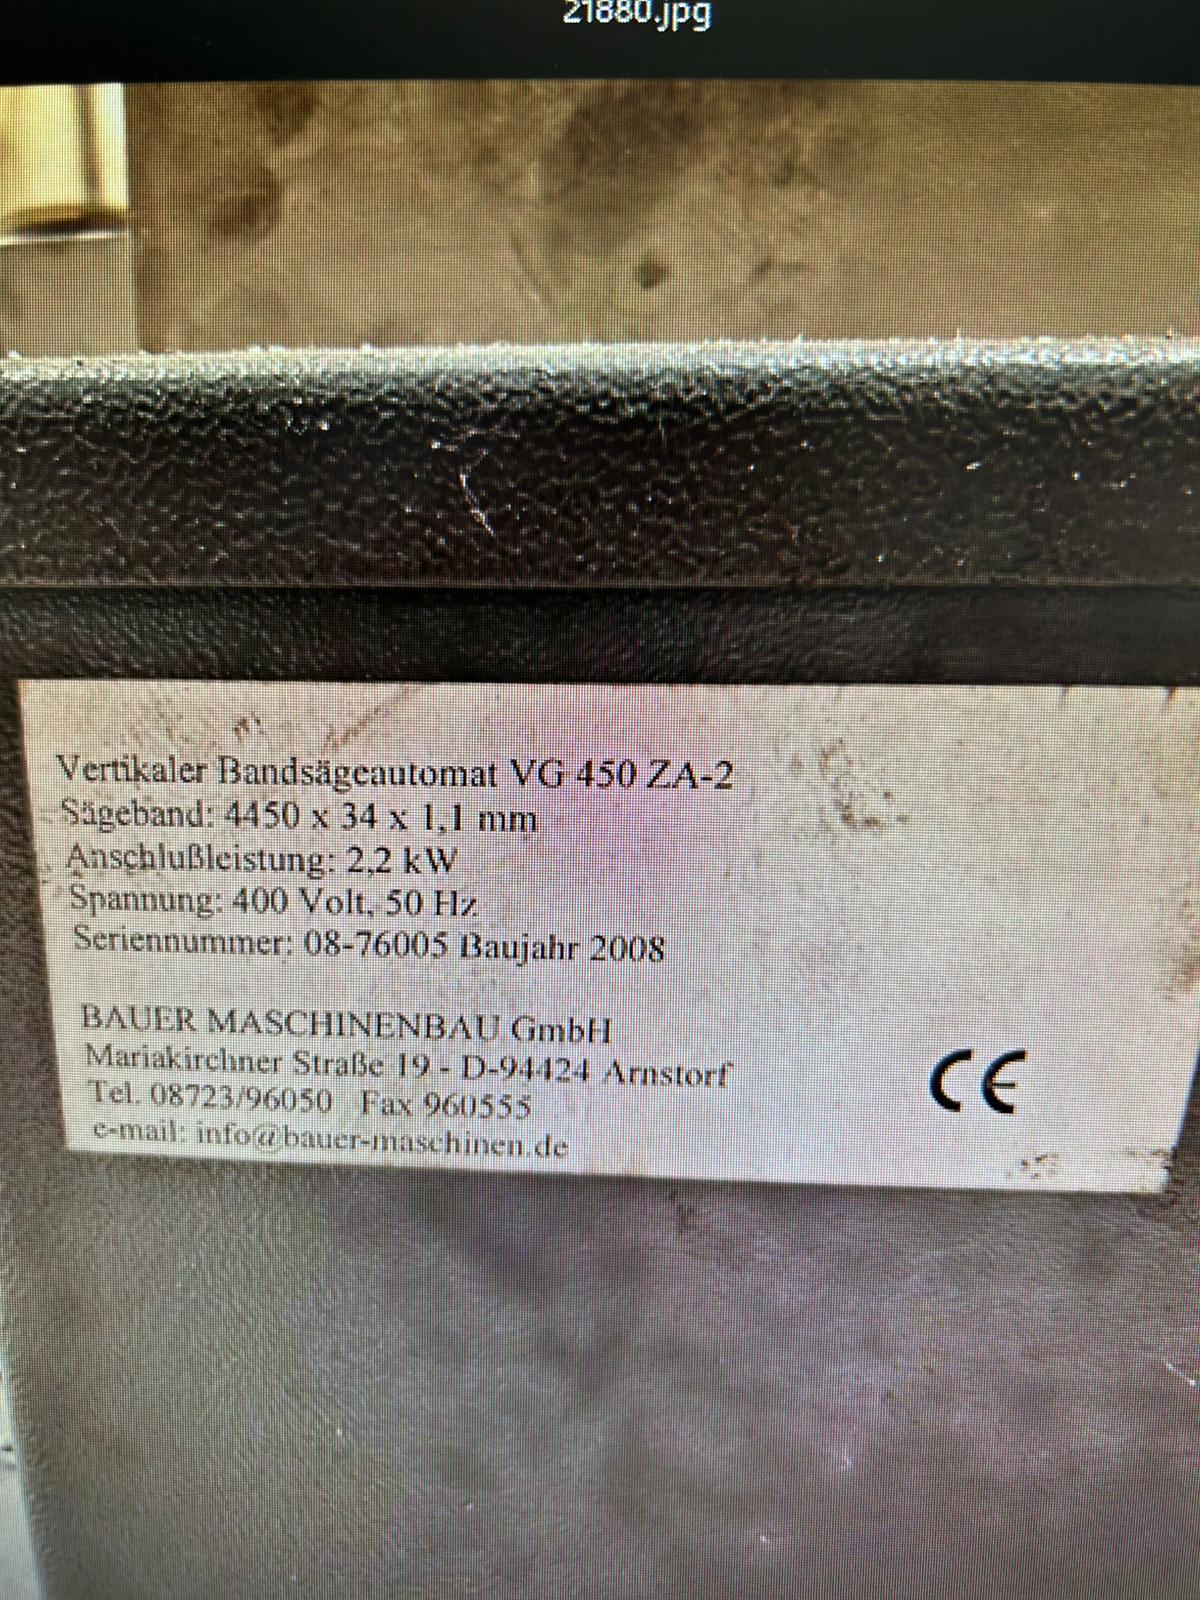 21880.jpg
Vertikaler Bandsägeautomat VG 450 ZA-2
Sägeband: 4450 x 34 x 1,1 mm
Anschlußleistung: 2,2 kW
Spannung: 400 Volt, 50 Hz
Seriennummer: 08-76005 Baujahr 2008
BAUER MASCHINENBAU GmbH
Mariakirchner Straße 19 - D-94424 Arnstorf
Tel. 08723/96050 Fax 960555
e-mail: info@bauer-maschinen.de
CE